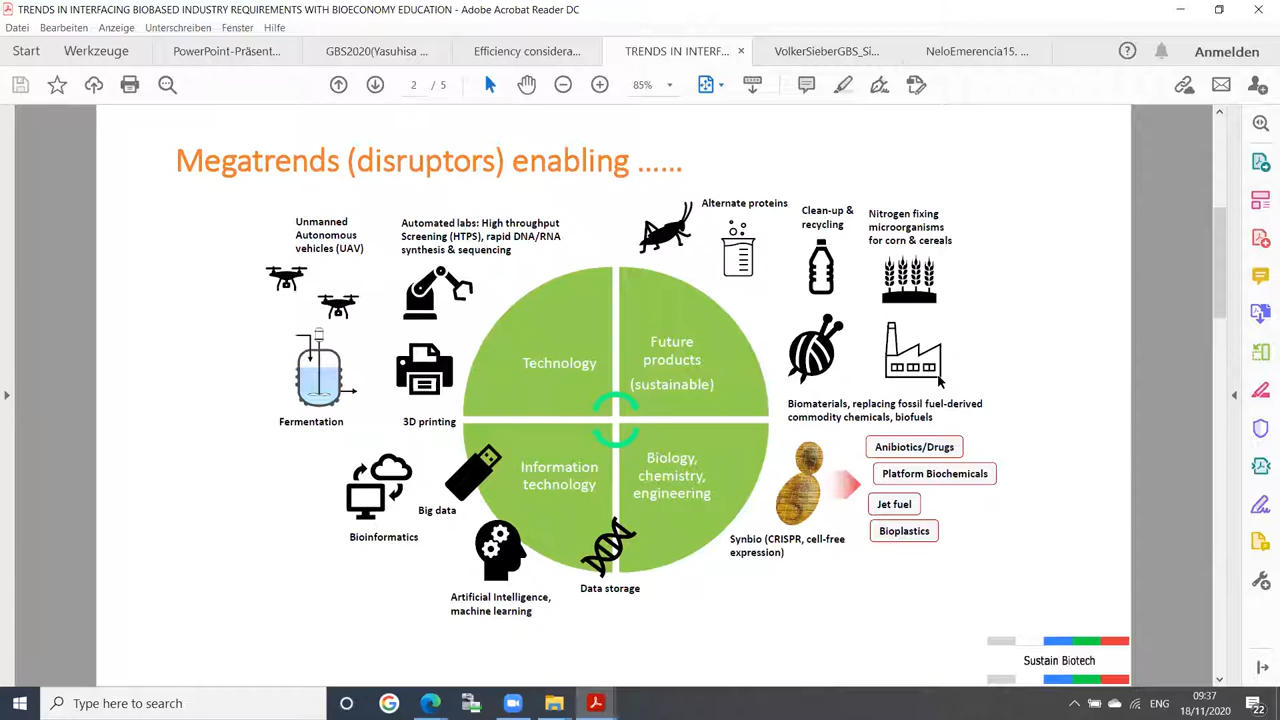 TRENDS IN INTERFACING BIOBASED INDUSTRY REQUIREMENTS WITH BIOECONOMY EDUCATION - Adobe Acrobat Reader DC
Datei Bearbeiten Anzeige Unterschreiben Fenster Hilfe
Start Werkzeuge PowerPoint-Präsent... GBS2020(Yasuhisa ... Efficiency considera... TRENDS IN INTERF... × VolkerSieberGBS_Si... NeloEmerencia15. ... Anmelden
2 / 5 85%
Megatrends (disruptors) enabling ......
Unmanned
Autonomous
vehicles (UAV)
Automated labs: High throughput
Screening (HTPS), rapid DNA/RNA
synthesis & sequencing
Alternate proteins
Clean-up &
recycling
Nitrogen fixing
microorganisms
for corn & cereals
Technology
Future
products
(sustainable)
Fermentation
3D printing
Biomaterials, replacing fossil fuel-derived
commodity chemicals, biofuels
Information
technology
Biology,
chemistry,
engineering
Anibiotics/Drugs
Platform Biochemicals
Jet fuel
Bioplastics
Big data
Bioinformatics
Synbio (CRISPR, cell-free
expression)
Data storage
Artificial Intelligence,
machine learning
Sustain Biotech
Type here to search
ENG
09:37
18/11/2020
22